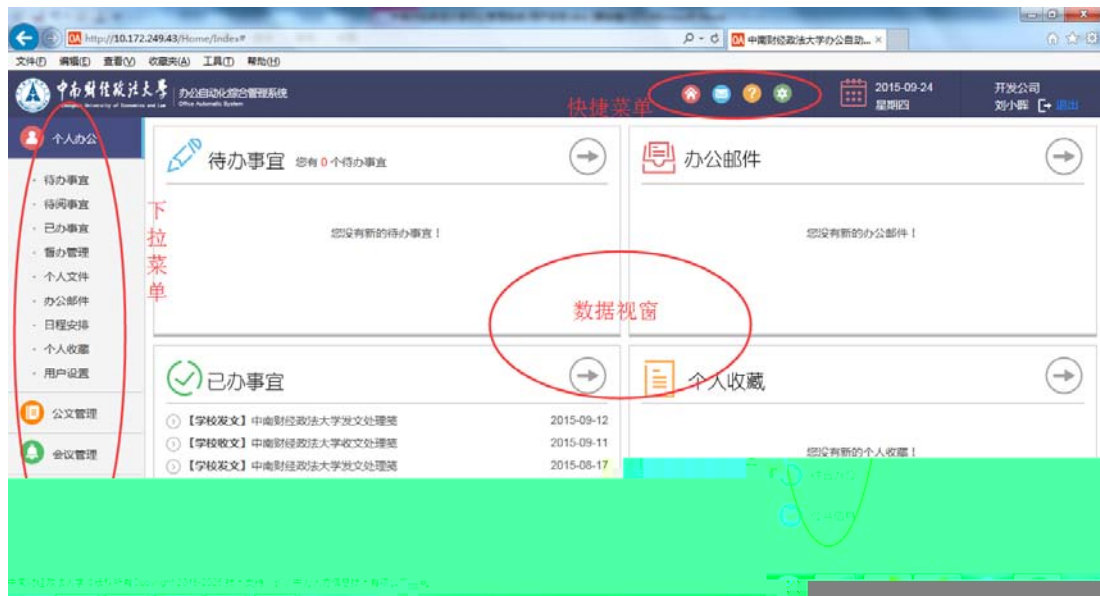 http://10.172.249.43/Home/Index#
中南财经政法大学办公自动... ×
文件(F) 编辑(E) 查看(V) 收藏夹(A) 工具(T) 帮助(H)
中南财经政法大学
办公自动化综合管理系统
Office Automatic System
快捷菜单
2015-09-24
星期四
开发公司
刘小晖 退出
个人办公
待办事宜
待阅事宜
已办事宜
督办管理
个人文件
办公邮件
日程安排
个人收藏
用户设置
公文管理
会议管理
下拉菜单
待办事宜 您有 0 个待办事宜
您没有新的待办事宜！
办公邮件
您没有新的办公邮件！
数据视窗
已办事宜
【学校发文】中南财经政法大学发文处理笺 2015-09-12
【学校收文】中南财经政法大学收文处理笺 2015-09-11
【学校发文】中南财经政法大学发文处理笺 2015-08-17
个人收藏
您没有新的个人收藏！